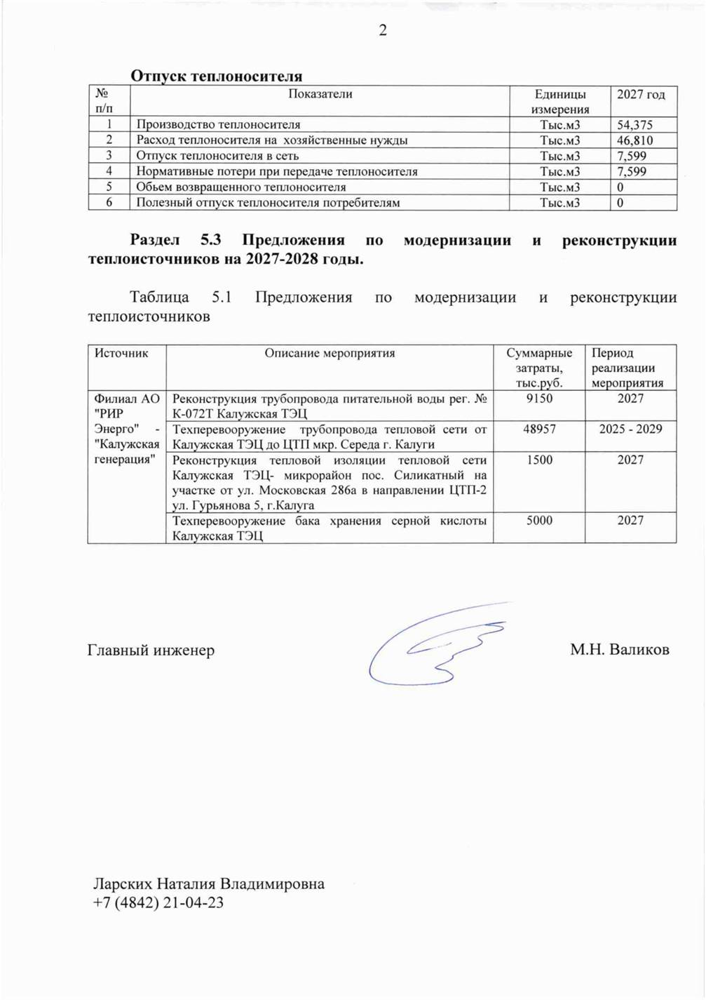 2
Отпуск теплоносителя
№ п/п Показатели Единицы измерения 2027 год
1 Производство теплоносителя Тыс.м3 54,375
2 Расход теплоносителя на хозяйственные нужды Тыс.м3 46,810
3 Отпуск теплоносителя в сеть Тыс.м3 7,599
4 Нормативные потери при передаче теплоносителя Тыс.м3 7,599
5 Обьем возвращенного теплоносителя Тыс.м3 0
6 Полезный отпуск теплоносителя потребителям Тыс.м3 0
Раздел 5.3 Предложения по модернизации и реконструкции
теплоисточников на 2027-2028 годы.
Таблица 5.1 Предложения по модернизации и реконструкции
теплоисточников
Источник Описание мероприятия Суммарные Период
затраты, реализации
тыс.руб. мероприятия
Филиал АО Реконструкция трубопровода питательной воды рег. № 9150 2027
"РИР К-072Т Калужская ТЭЦ
Энерго" - Техперевооружение трубопровода тепловой сети от 48957 2025 - 2029
"Калужская Калужская ТЭЦ до ЦТП мкр. Середа г. Калуги
генерация" Реконструкция тепловой изоляции тепловой сети 1500 2027
Калужская ТЭЦ- микрорайон пос. Силикатный на
участке от ул. Московская 286а в направлении ЦТП-2
ул. Гурьянова 5, г.Калуга
Техперевооружение бака хранения серной кислоты 5000 2027
Калужская ТЭЦ
Главный инженер М.Н. Валиков
Ларских Наталия Владимировна
+7 (4842) 21-04-23